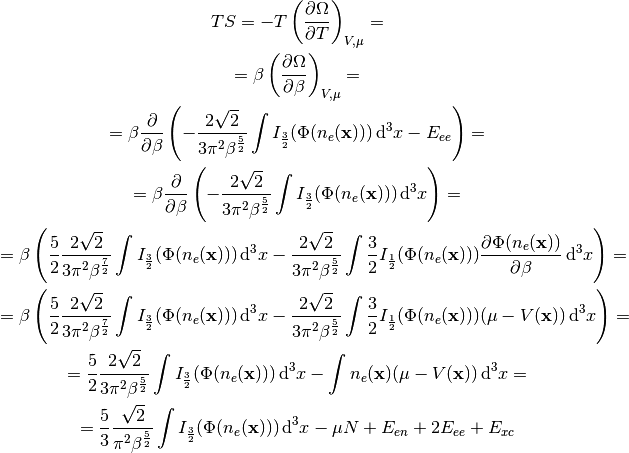 TS = -T \left( \frac{\partial \Omega}{\partial T} \right)_{V,\mu} =
= \beta \left( \frac{\partial \Omega}{\partial \beta} \right)_{V,\mu} =
= \beta \frac{\partial}{\partial \beta} \left( -\frac{2\sqrt{2}}{3\pi^2 \beta^{\frac{5}{2}}} \int I_{\frac{3}{2}}(\Phi(n_e(\mathbf{x}))) \, \mathrm{d}^3 x - E_{ee} \right) =
= \beta \frac{\partial}{\partial \beta} \left( -\frac{2\sqrt{2}}{3\pi^2 \beta^{\frac{5}{2}}} \int I_{\frac{3}{2}}(\Phi(n_e(\mathbf{x}))) \, \mathrm{d}^3 x \right) =
= \beta \left( \frac{5}{2} \frac{2\sqrt{2}}{3\pi^2 \beta^{\frac{7}{2}}} \int I_{\frac{3}{2}}(\Phi(n_e(\mathbf{x}))) \, \mathrm{d}^3 x - \frac{2\sqrt{2}}{3\pi^2 \beta^{\frac{5}{2}}} \int \frac{3}{2} I_{\frac{1}{2}}(\Phi(n_e(\mathbf{x}))) \frac{\partial \Phi(n_e(\mathbf{x}))}{\partial \beta} \, \mathrm{d}^3 x \right) =
= \beta \left( \frac{5}{2} \frac{2\sqrt{2}}{3\pi^2 \beta^{\frac{7}{2}}} \int I_{\frac{3}{2}}(\Phi(n_e(\mathbf{x}))) \, \mathrm{d}^3 x - \frac{2\sqrt{2}}{3\pi^2 \beta^{\frac{5}{2}}} \int \frac{3}{2} I_{\frac{1}{2}}(\Phi(n_e(\mathbf{x}))) (\mu - V(\mathbf{x})) \, \mathrm{d}^3 x \right) =
= \frac{5}{2} \frac{2\sqrt{2}}{3\pi^2 \beta^{\frac{5}{2}}} \int I_{\frac{3}{2}}(\Phi(n_e(\mathbf{x}))) \, \mathrm{d}^3 x - \int n_e(\mathbf{x}) (\mu - V(\mathbf{x})) \, \mathrm{d}^3 x =
= \frac{5}{3} \frac{\sqrt{2}}{\pi^2 \beta^{\frac{5}{2}}} \int I_{\frac{3}{2}}(\Phi(n_e(\mathbf{x}))) \, \mathrm{d}^3 x - \mu N + E_{en} + 2E_{ee} + E_{xc}